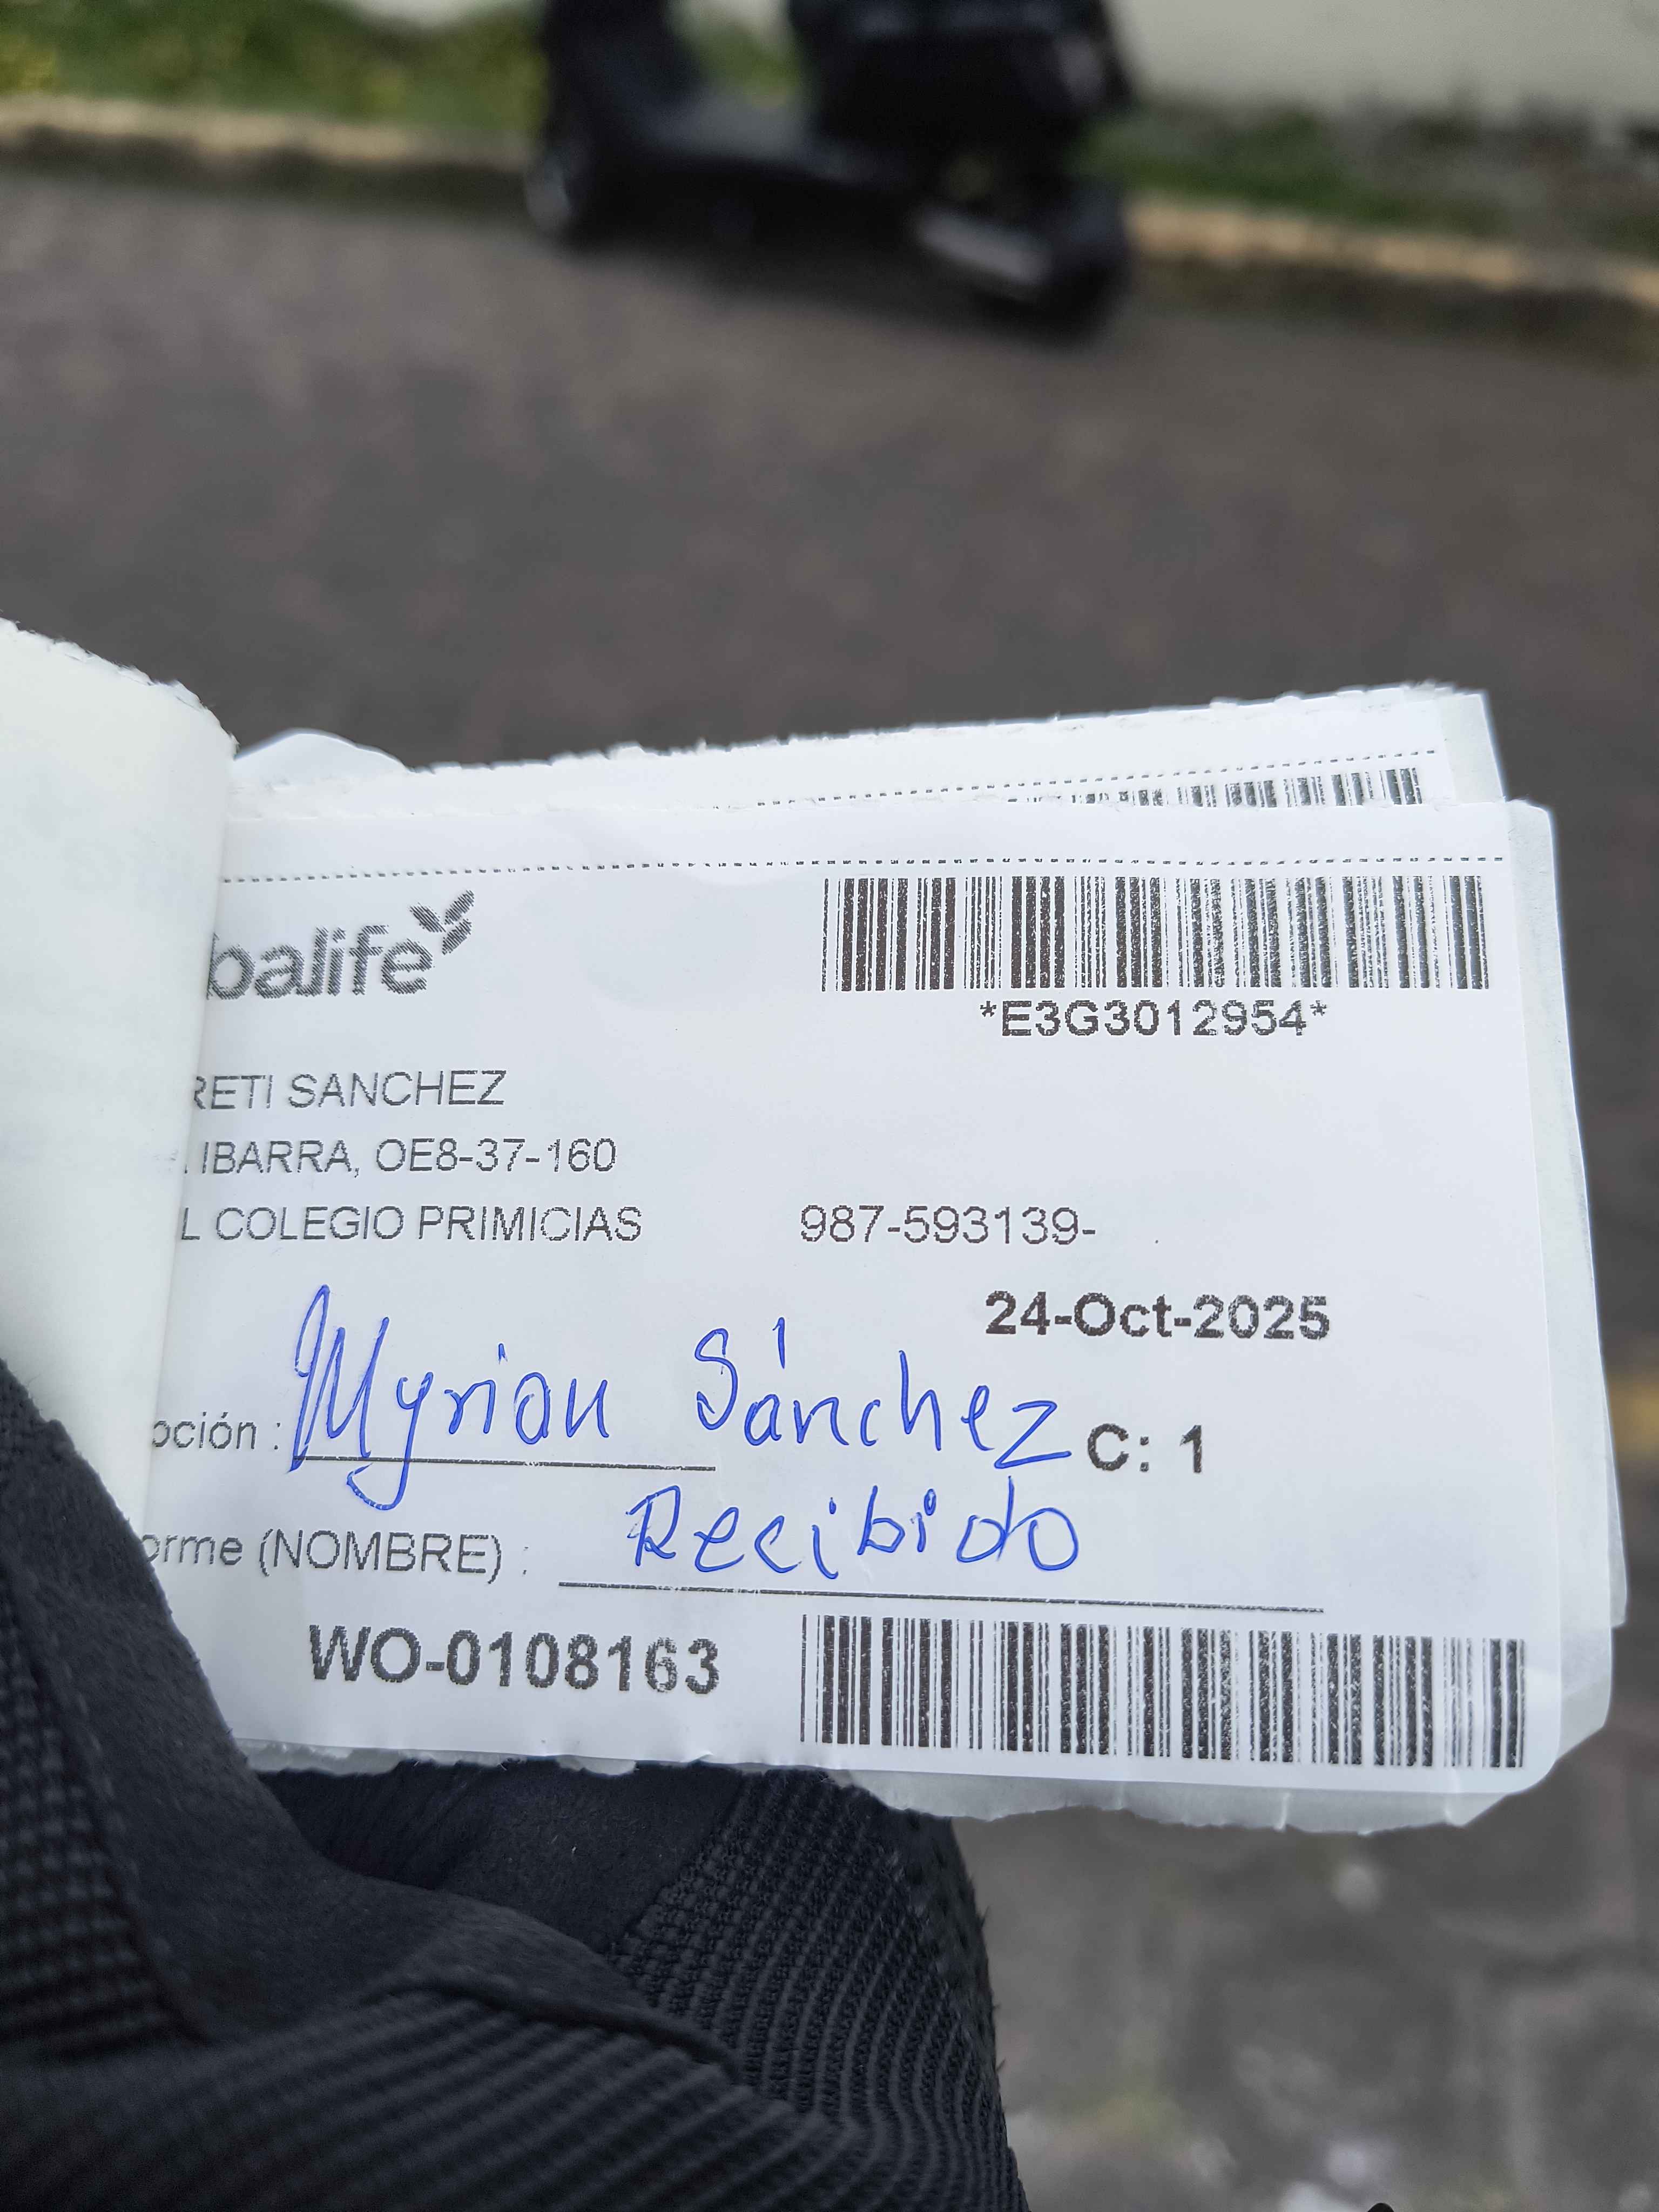 balife
*E3G3012954*
RETI SANCHEZ
. IBARRA, OE8-37-160
L COLEGIO PRIMICIAS 987-593139-
24-Oct-2025
pción : Myrian Sánchez C: 1
orme (NOMBRE) : Recibido
WO-0108163